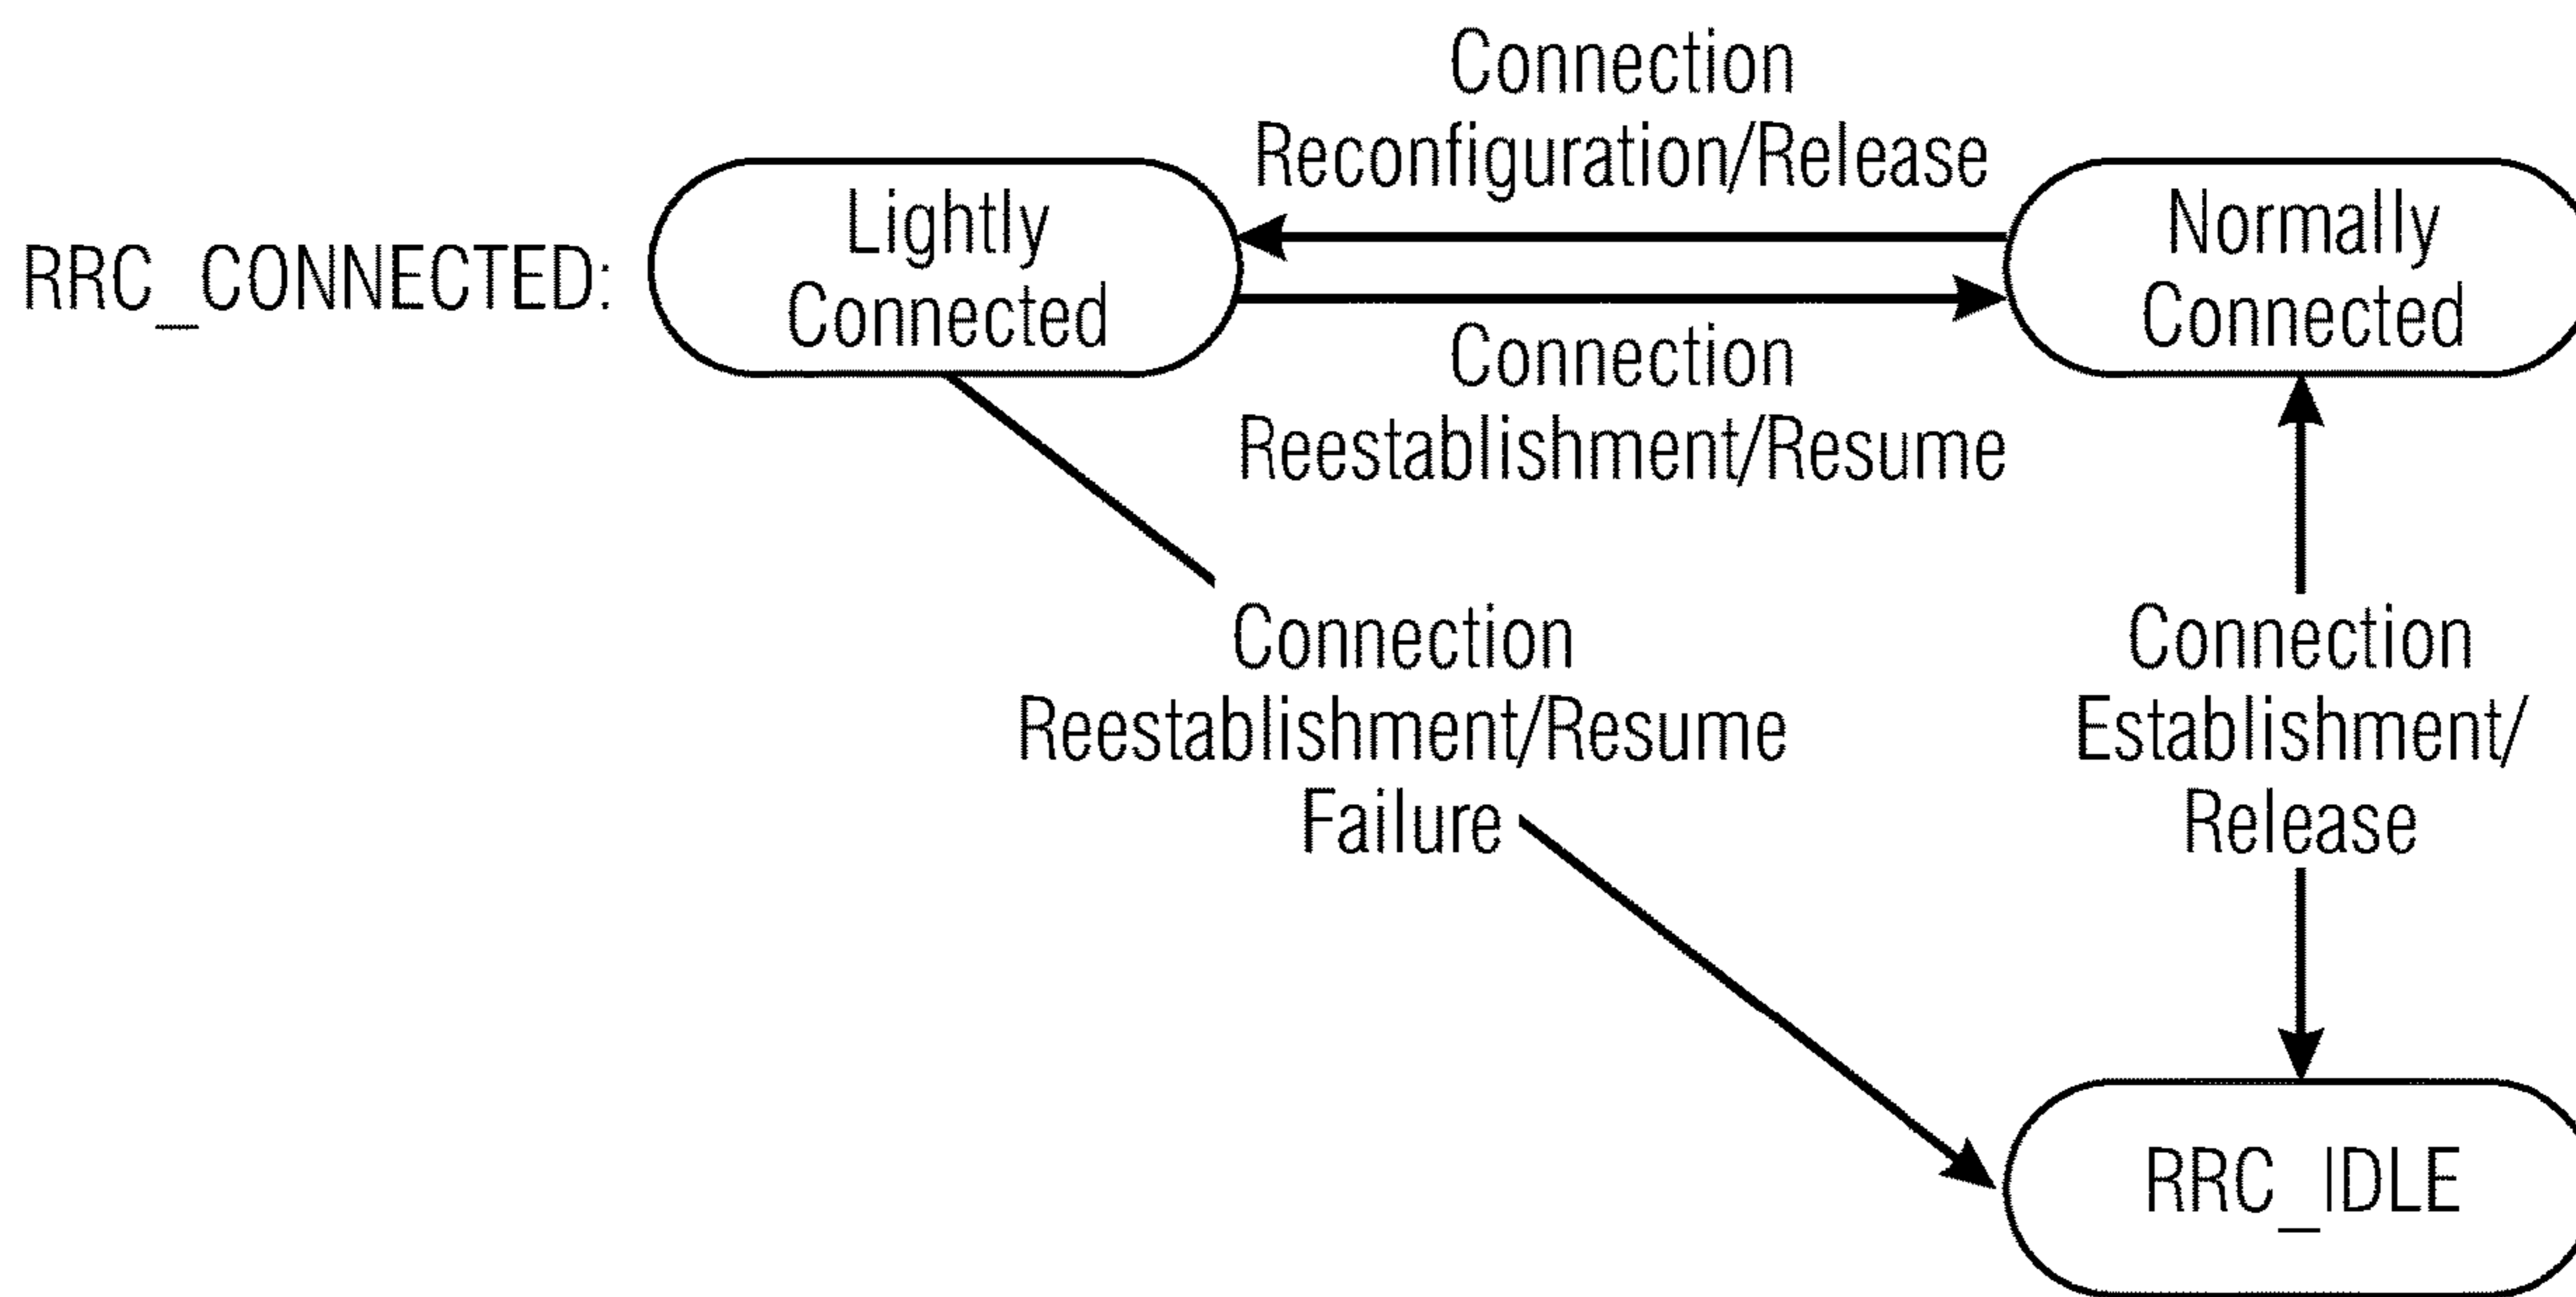 Connection
Reconfiguration/Release
RRC_CONNECTED:
Lightly
Connected
Normally
Connected
Connection
Reestablishment/Resume
Connection
Reestablishment/Resume
Failure
Connection
Establishment/
Release
RRC_IDLE